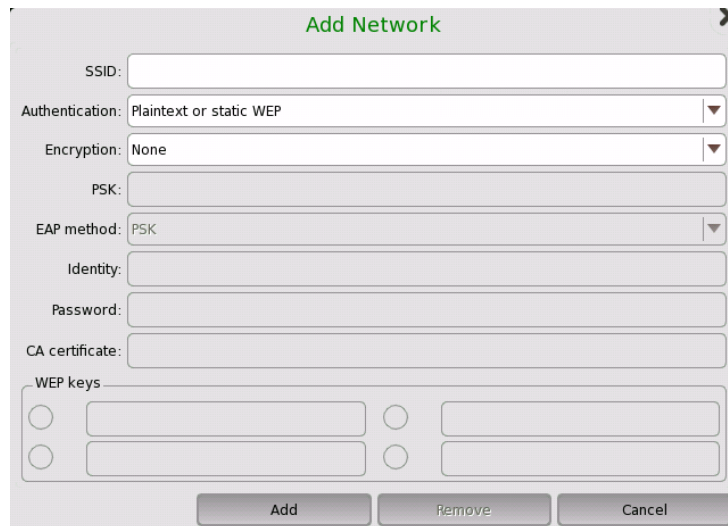 Add Network
SSID:
Authentication: Plaintext or static WEP
Encryption: None
PSK:
EAP method: PSK
Identity:
Password:
CA certificate:
WEP keys
Add Remove Cancel